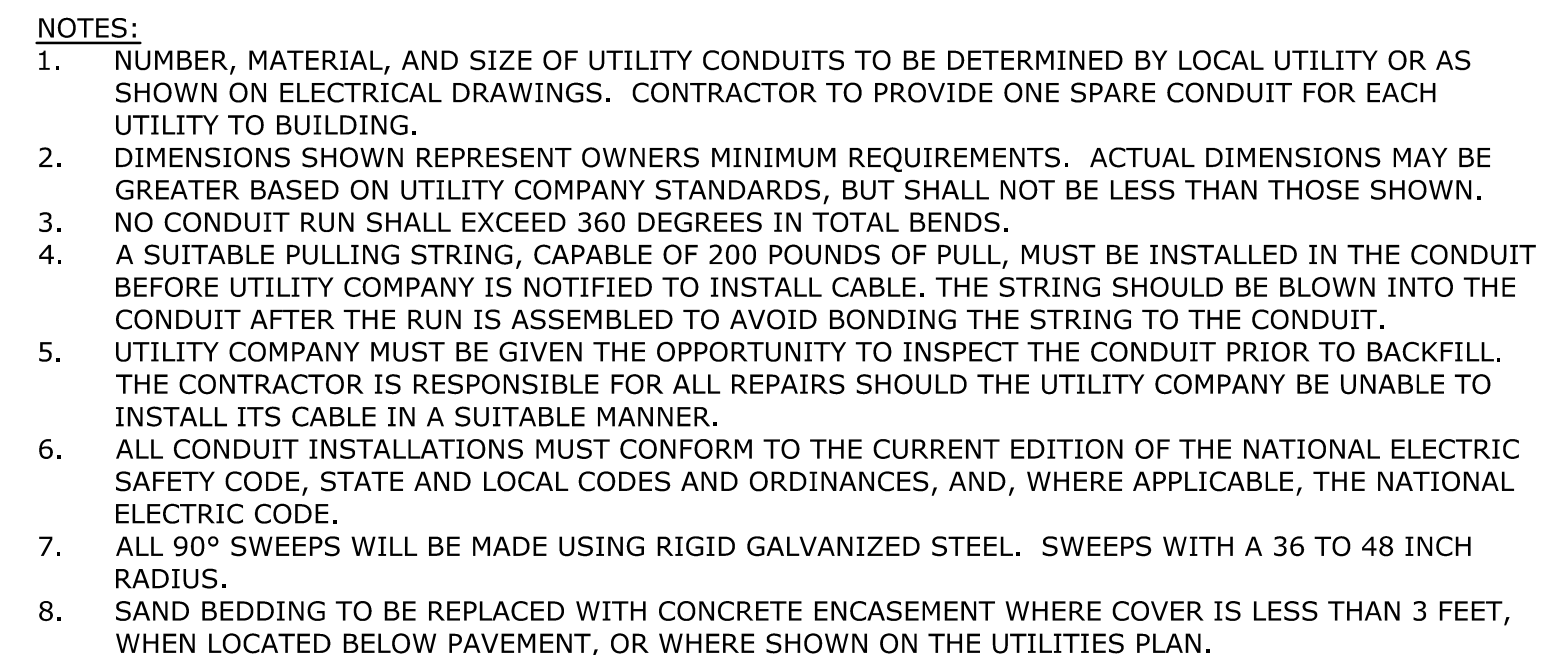 NOTES:
1. NUMBER, MATERIAL, AND SIZE OF UTILITY CONDUITS TO BE DETERMINED BY LOCAL UTILITY OR AS
SHOWN ON ELECTRICAL DRAWINGS. CONTRACTOR TO PROVIDE ONE SPARE CONDUIT FOR EACH
UTILITY TO BUILDING.
2. DIMENSIONS SHOWN REPRESENT OWNERS MINIMUM REQUIREMENTS. ACTUAL DIMENSIONS MAY BE
GREATER BASED ON UTILITY COMPANY STANDARDS, BUT SHALL NOT BE LESS THAN THOSE SHOWN.
3. NO CONDUIT RUN SHALL EXCEED 360 DEGREES IN TOTAL BENDS.
4. A SUITABLE PULLING STRING, CAPABLE OF 200 POUNDS OF PULL, MUST BE INSTALLED IN THE CONDUIT
BEFORE UTILITY COMPANY IS NOTIFIED TO INSTALL CABLE. THE STRING SHOULD BE BLOWN INTO THE
CONDUIT AFTER THE RUN IS ASSEMBLED TO AVOID BONDING THE STRING TO THE CONDUIT.
5. UTILITY COMPANY MUST BE GIVEN THE OPPORTUNITY TO INSPECT THE CONDUIT PRIOR TO BACKFILL.
THE CONTRACTOR IS RESPONSIBLE FOR ALL REPAIRS SHOULD THE UTILITY COMPANY BE UNABLE TO
INSTALL ITS CABLE IN A SUITABLE MANNER.
6. ALL CONDUIT INSTALLATIONS MUST CONFORM TO THE CURRENT EDITION OF THE NATIONAL ELECTRIC
SAFETY CODE, STATE AND LOCAL CODES AND ORDINANCES, AND, WHERE APPLICABLE, THE NATIONAL
ELECTRIC CODE.
7. ALL 90° SWEEPS WILL BE MADE USING RIGID GALVANIZED STEEL. SWEEPS WITH A 36 TO 48 INCH
RADIUS.
8. SAND BEDDING TO BE REPLACED WITH CONCRETE ENCASEMENT WHERE COVER IS LESS THAN 3 FEET,
WHEN LOCATED BELOW PAVEMENT, OR WHERE SHOWN ON THE UTILITIES PLAN.